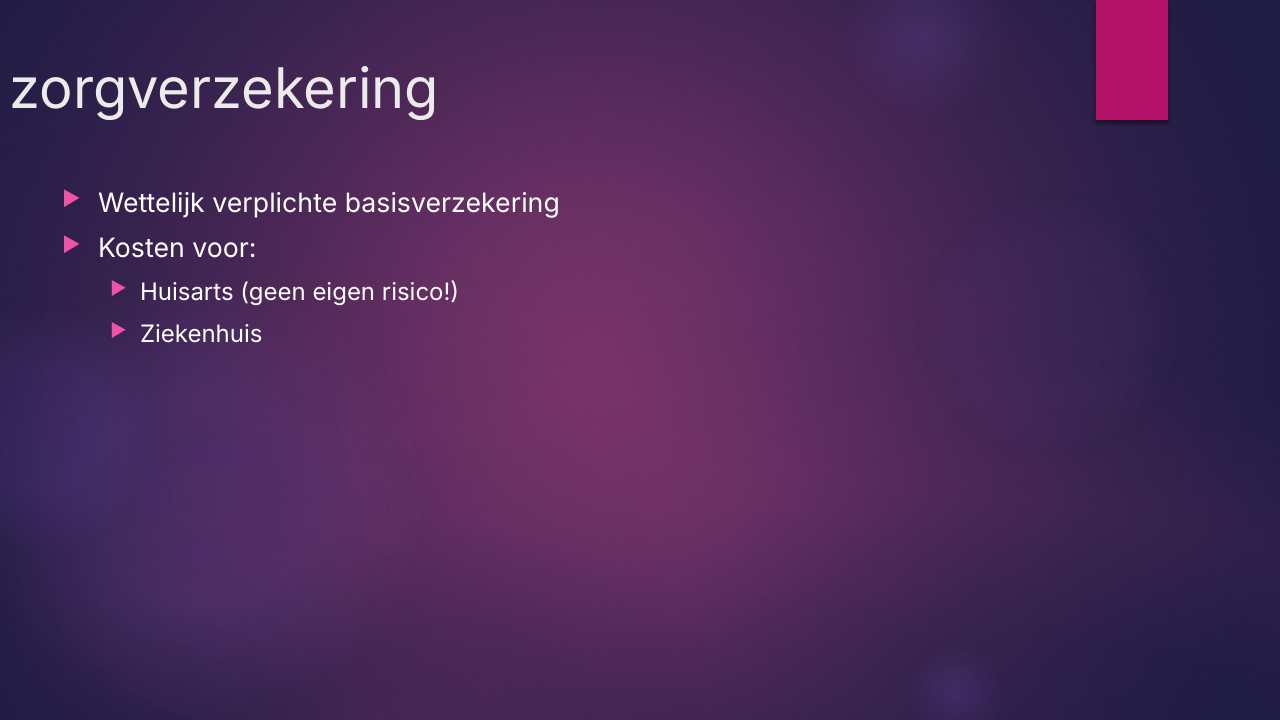 zorgverzekering
Wettelijk verplichte basisverzekering
Kosten voor:
Huisarts (geen eigen risico!)
Ziekenhuis